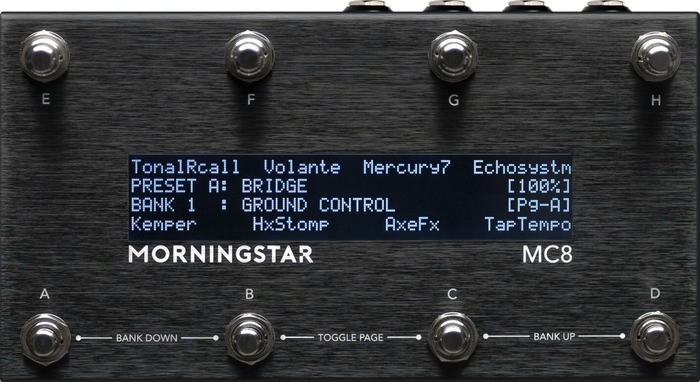 E F G H
TonalRcall Volante Mercury7 Echosystm
PRESET A: BRIDGE [100%]
BANK 1 : GROUND CONTROL [Pg-A]
Kemper HxStomp AxeFx TapTempo
MORNINGSTAR MC8
A B C D
BANK DOWN TOGGLE PAGE BANK UP